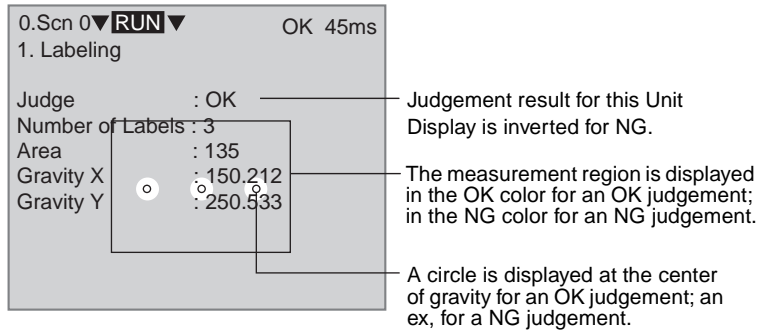 0.Scn 0▼RUN▼ OK 45ms
1. Labeling
Judge : OK
Number of Labels : 3
Area : 135
Gravity X : 150.212
Gravity Y : 250.533
Judgement result for this Unit
Display is inverted for NG.
The measurement region is displayed
in the OK color for an OK judgement;
in the NG color for an NG judgement.
A circle is displayed at the center
of gravity for an OK judgement; an
ex, for a NG judgement.